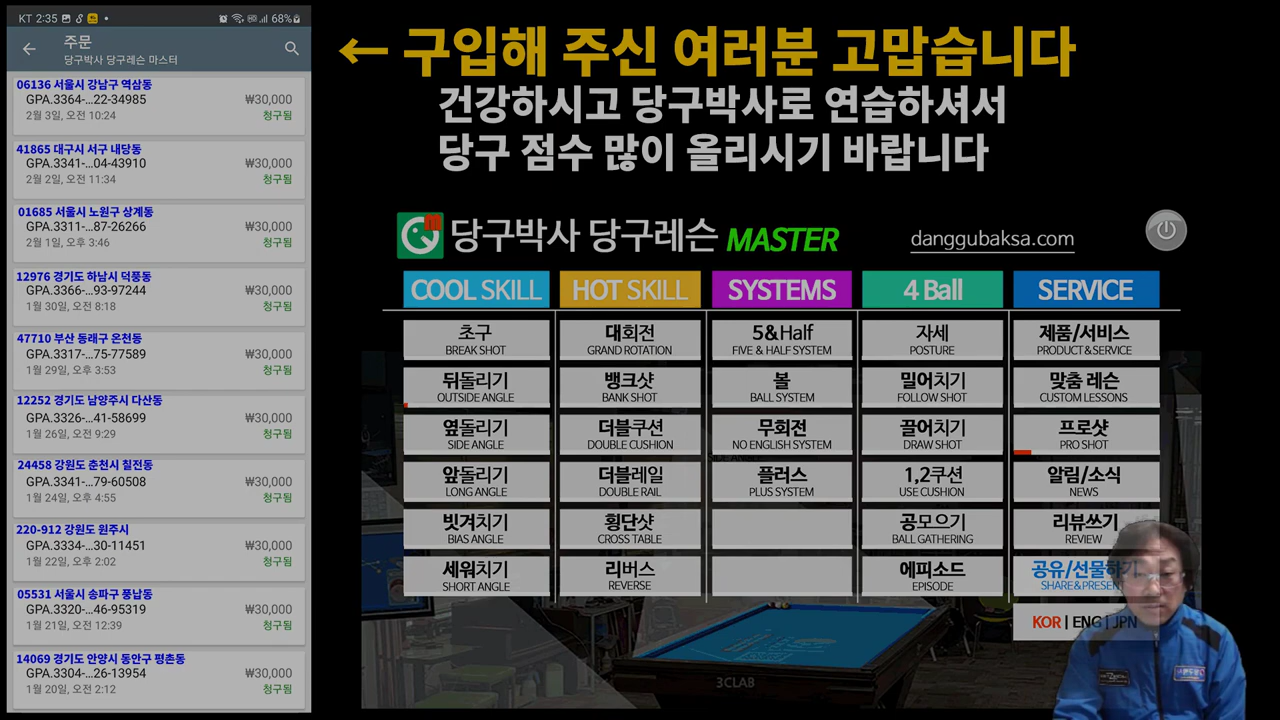 KT 2:35
68%
주문
당구박사 당구레슨 마스터
06136 서울시 강남구 역삼동
GPA.3364-...22-34985 ₩30,000
2월 3일, 오전 10:24 청구됨
41865 대구시 서구 내당동
GPA.3341-...04-43910 ₩30,000
2월 2일, 오전 11:34 청구됨
01685 서울시 노원구 상계동
GPA.3311-...87-26266 ₩30,000
2월 1일, 오후 3:46 청구됨
12976 경기도 하남시 덕풍동
GPA.3366-...93-97244 ₩30,000
1월 30일, 오전 8:18 청구됨
47710 부산 동래구 온천동
GPA.3317-...75-77589 ₩30,000
1월 29일, 오후 3:53 청구됨
12252 경기도 남양주시 다산동
GPA.3326-...41-58699 ₩30,000
1월 26일, 오전 9:29 청구됨
24458 강원도 춘천시 칠전동
GPA.3341-...79-60508 ₩30,000
1월 24일, 오후 4:55 청구됨
220-912 강원도 원주시
GPA.3334-...30-11451 ₩30,000
1월 22일, 오후 2:02 청구됨
05531 서울시 송파구 풍납동
GPA.3320-...46-95319 ₩30,000
1월 21일, 오전 12:39 청구됨
14069 경기도 안양시 동안구 평촌동
GPA.3304-...26-13954 ₩30,000
1월 20일, 오전 2:12 청구됨
← 구입해 주신 여러분 고맙습니다
건강하시고 당구박사로 연습하셔서
당구 점수 많이 올리시기 바랍니다
당구박사 당구레슨 MASTER
danggubaksa.com
COOL SKILL HOT SKILL SYSTEMS 4 Ball SERVICE
초구 대회전 5&Half 자세 제품/서비스
BREAK SHOT GRAND ROTATION FIVE & HALF SYSTEM POSTURE PRODUCT&SERVICE
뒤돌리기 뱅크샷 볼 밀어치기 맞춤 레슨
OUTSIDE ANGLE BANK SHOT BALL SYSTEM FOLLOW SHOT CUSTOM LESSONS
옆돌리기 더블쿠션 무회전 끌어치기 프로샷
SIDE ANGLE DOUBLE CUSHION NO ENGLISH SYSTEM DRAW SHOT PRO SHOT
앞돌리기 더블레일 플러스 1,2쿠션 알림/소식
LONG ANGLE DOUBLE RAIL PLUS SYSTEM USE CUSHION NEWS
빗겨치기 횡단샷 공모으기 리뷰쓰기
BIAS ANGLE CROSS TABLE BALL GATHERING REVIEW
세워치기 리버스 에피소드 공유/선물하기
SHORT ANGLE REVERSE EPISODE SHARE&PRESENT
KOR | ENG | JPN
3CLAB